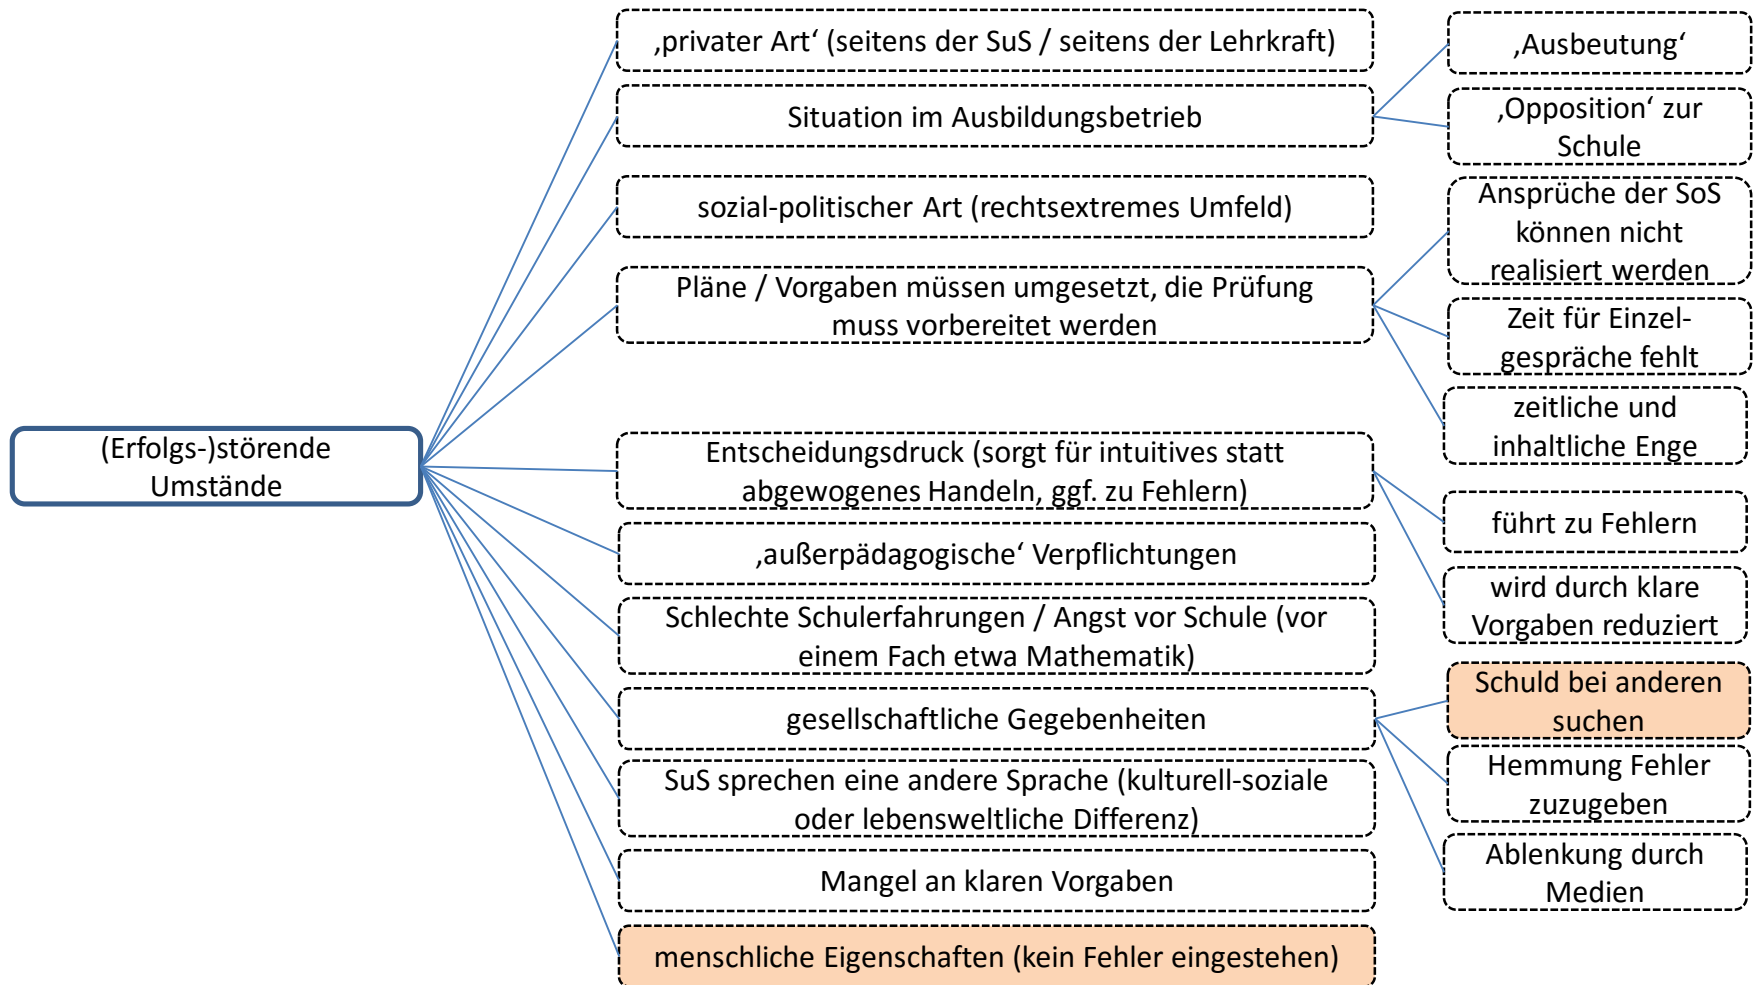 (Erfolgs-)störende
Umstände
‚privater Art‘ (seitens der SuS / seitens der Lehrkraft)
Situation im Ausbildungsbetrieb
‚Ausbeutung‘
‚Opposition‘ zur
Schule
sozial-politischer Art (rechtsextremes Umfeld)
Pläne / Vorgaben müssen umgesetzt, die Prüfung
muss vorbereitet werden
Ansprüche der SoS
können nicht
realisiert werden
Zeit für Einzel-
gespräche fehlt
zeitliche und
inhaltliche Enge
Entscheidungsdruck (sorgt für intuitives statt
abgewogenes Handeln, ggf. zu Fehlern)
führt zu Fehlern
wird durch klare
Vorgaben reduziert
‚außerpädagogische‘ Verpflichtungen
Schlechte Schulerfahrungen / Angst vor Schule (vor
einem Fach etwa Mathematik)
gesellschaftliche Gegebenheiten
Schuld bei anderen
suchen
Hemmung Fehler
zuzugeben
Ablenkung durch
Medien
SuS sprechen eine andere Sprache (kulturell-soziale
oder lebensweltliche Differenz)
Mangel an klaren Vorgaben
menschliche Eigenschaften (kein Fehler eingestehen)